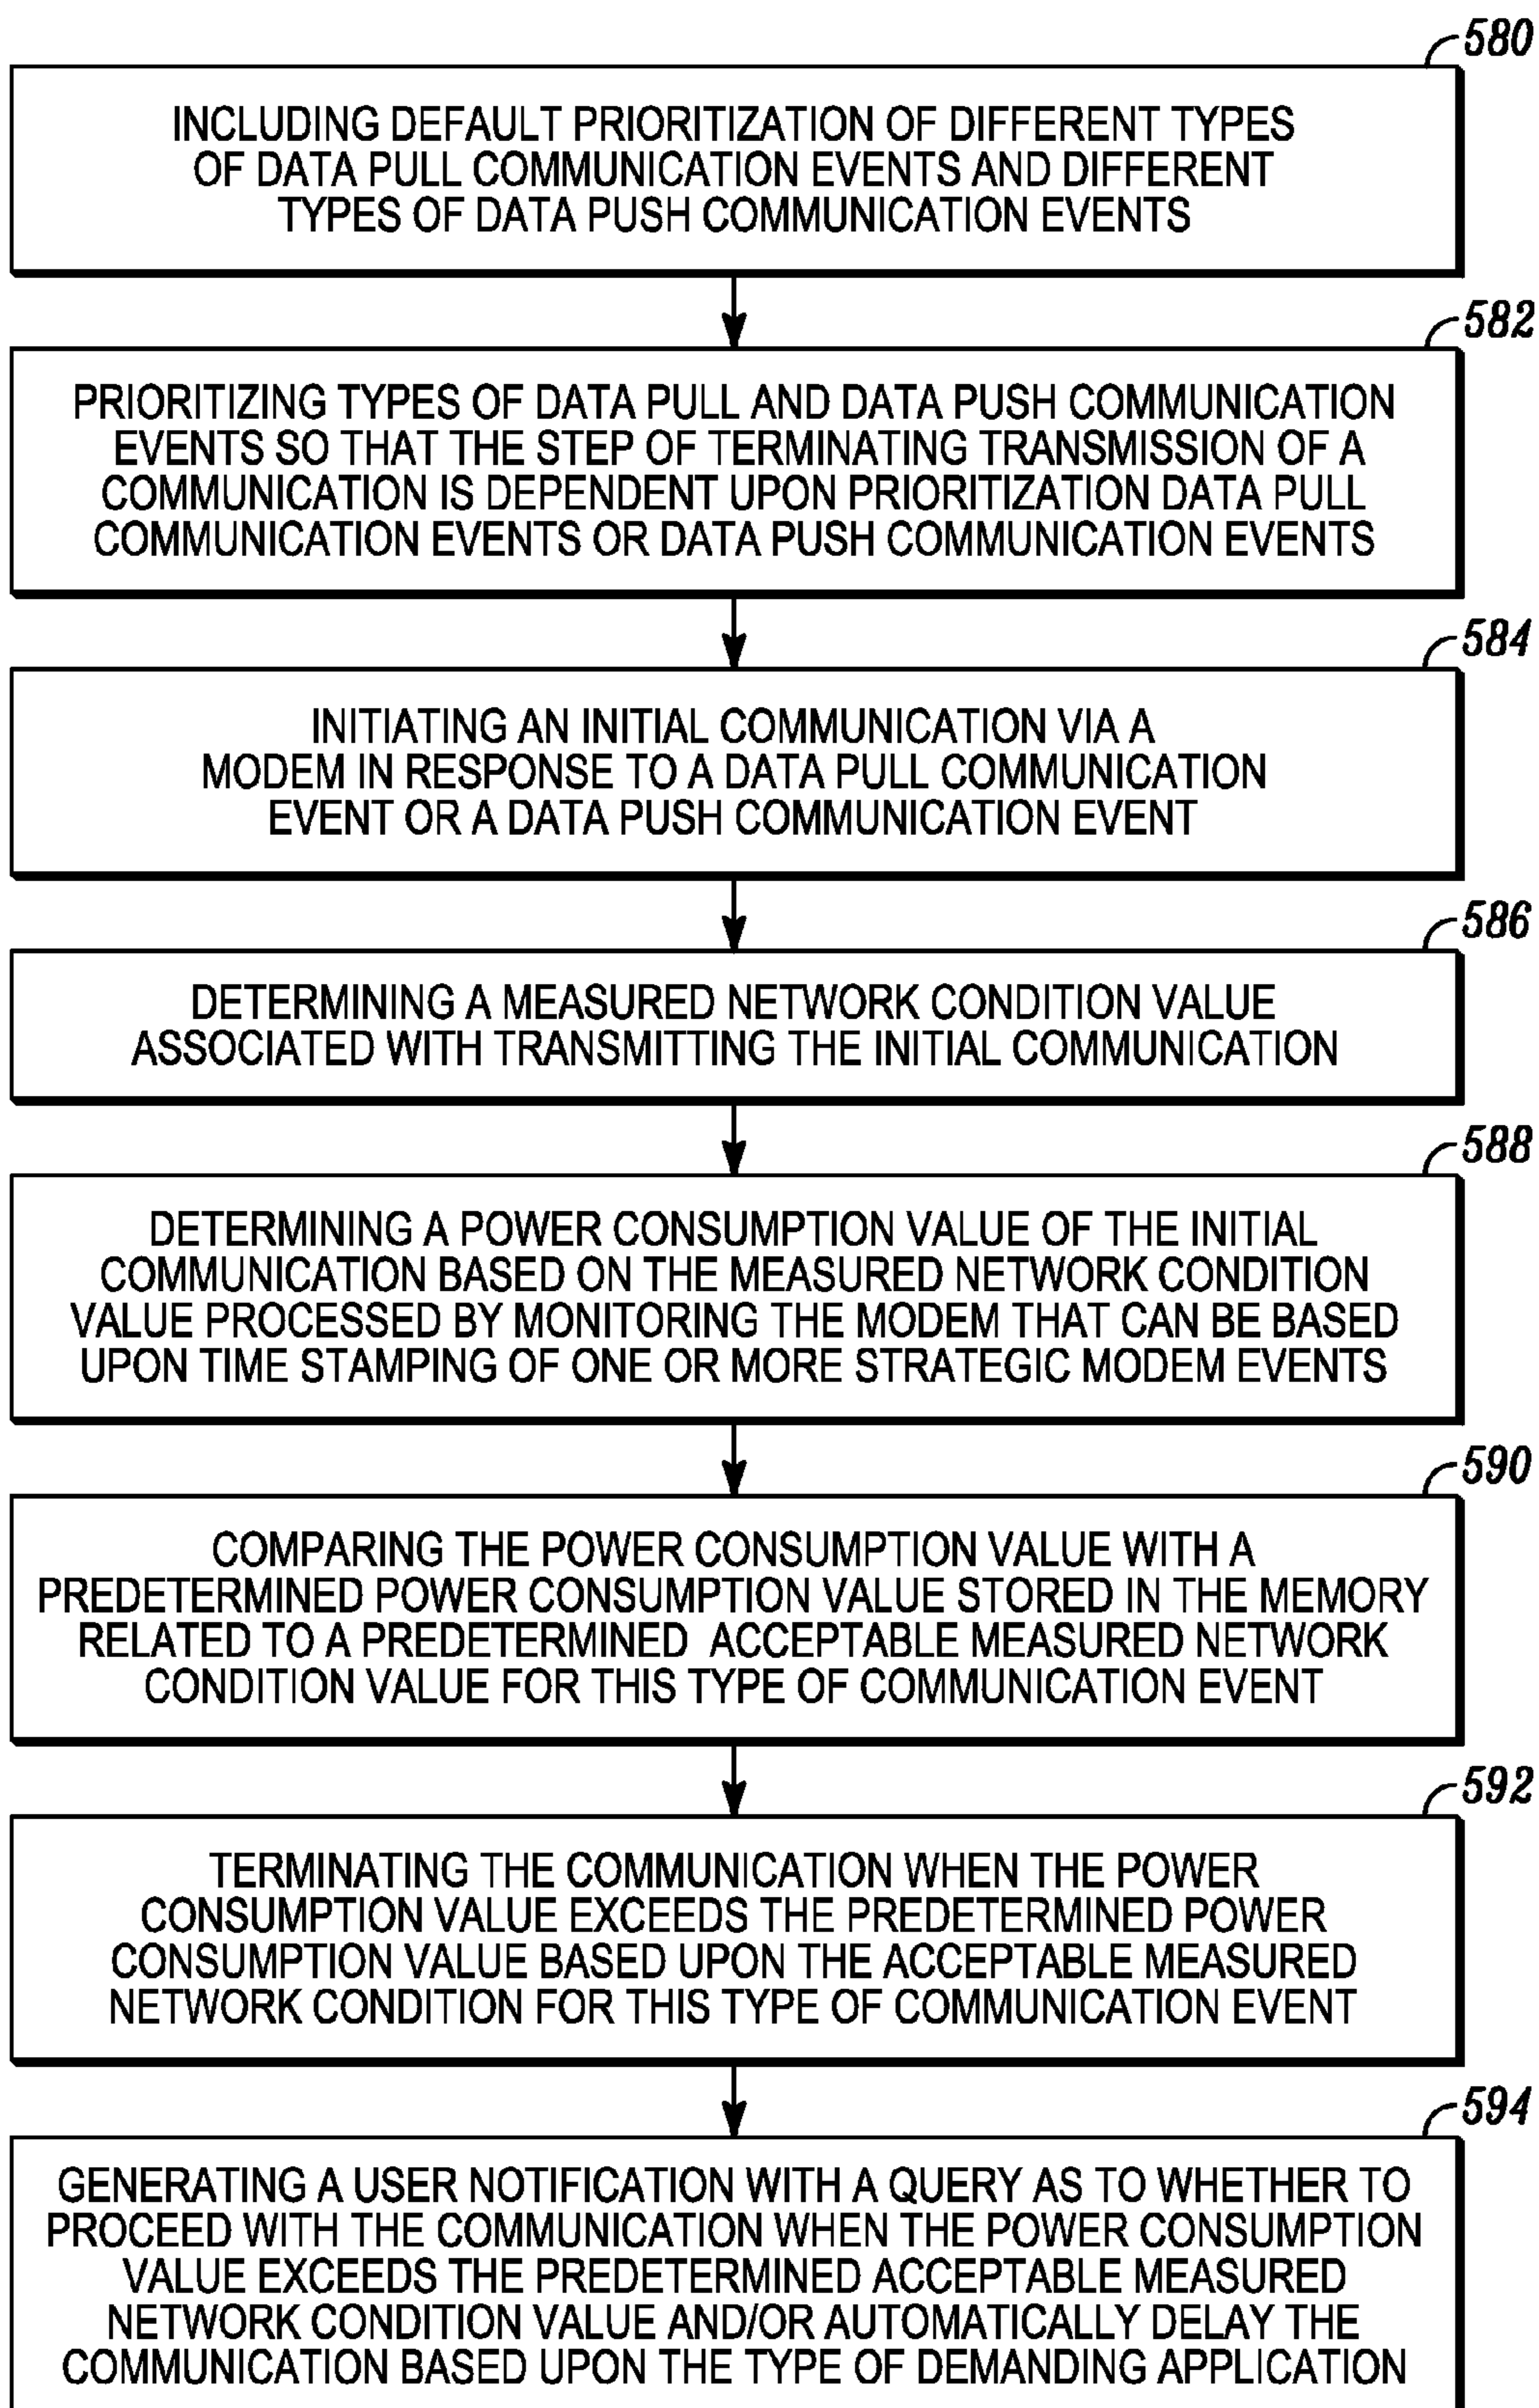 580
INCLUDING DEFAULT PRIORITIZATION OF DIFFERENT TYPES
OF DATA PULL COMMUNICATION EVENTS AND DIFFERENT
TYPES OF DATA PUSH COMMUNICATION EVENTS
582
PRIORITIZING TYPES OF DATA PULL AND DATA PUSH COMMUNICATION
EVENTS SO THAT THE STEP OF TERMINATING TRANSMISSION OF A
COMMUNICATION IS DEPENDENT UPON PRIORITIZATION DATA PULL
COMMUNICATION EVENTS OR DATA PUSH COMMUNICATION EVENTS
584
INITIATING AN INITIAL COMMUNICATION VIA A
MODEM IN RESPONSE TO A DATA PULL COMMUNICATION
EVENT OR A DATA PUSH COMMUNICATION EVENT
586
DETERMINING A MEASURED NETWORK CONDITION VALUE
ASSOCIATED WITH TRANSMITTING THE INITIAL COMMUNICATION
588
DETERMINING A POWER CONSUMPTION VALUE OF THE INITIAL
COMMUNICATION BASED ON THE MEASURED NETWORK CONDITION
VALUE PROCESSED BY MONITORING THE MODEM THAT CAN BE BASED
UPON TIME STAMPING OF ONE OR MORE STRATEGIC MODEM EVENTS
590
COMPARING THE POWER CONSUMPTION VALUE WITH A
PREDETERMINED POWER CONSUMPTION VALUE STORED IN THE MEMORY
RELATED TO A PREDETERMINED ACCEPTABLE MEASURED NETWORK
CONDITION VALUE FOR THIS TYPE OF COMMUNICATION EVENT
592
TERMINATING THE COMMUNICATION WHEN THE POWER
CONSUMPTION VALUE EXCEEDS THE PREDETERMINED POWER
CONSUMPTION VALUE BASED UPON THE ACCEPTABLE MEASURED
NETWORK CONDITION FOR THIS TYPE OF COMMUNICATION EVENT
594
GENERATING A USER NOTIFICATION WITH A QUERY AS TO WHETHER TO
PROCEED WITH THE COMMUNICATION WHEN THE POWER CONSUMPTION
VALUE EXCEEDS THE PREDETERMINED ACCEPTABLE MEASURED
NETWORK CONDITION VALUE AND/OR AUTOMATICALLY DELAY THE
COMMUNICATION BASED UPON THE TYPE OF DEMANDING APPLICATION